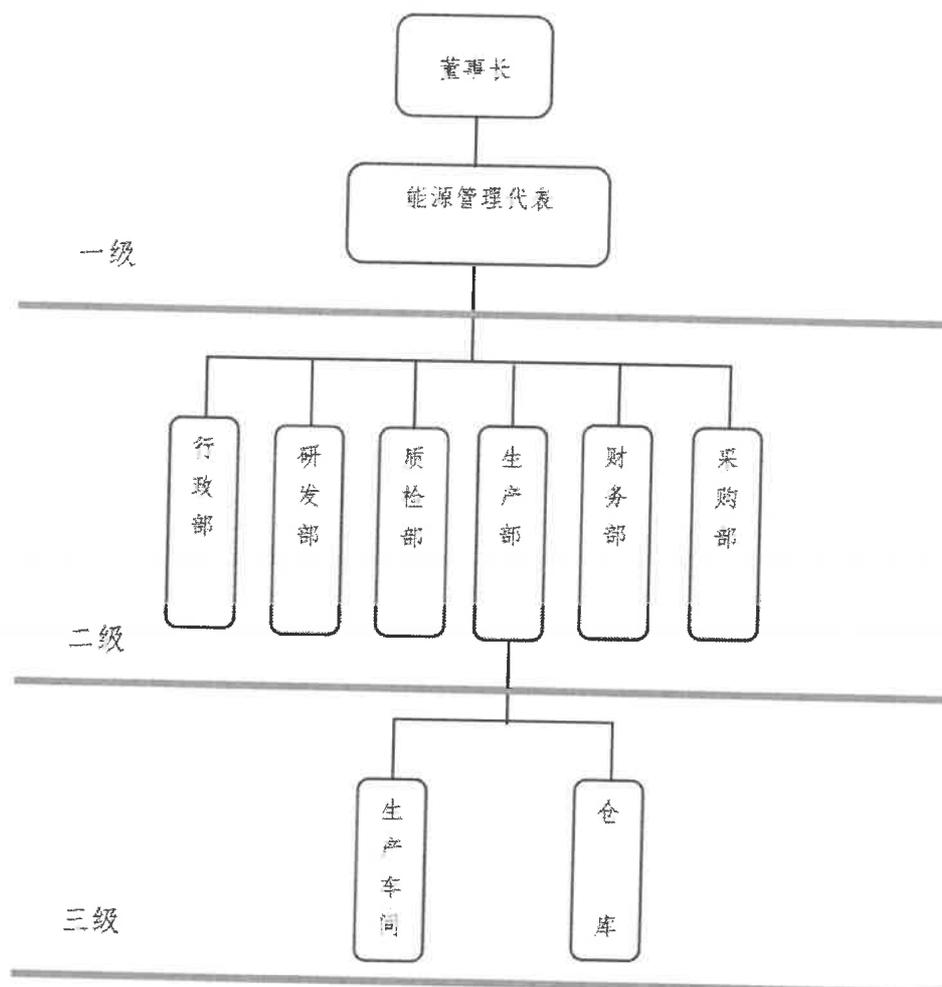 董事长
能源管理代表
一级
行政部
研发部
质检部
生产部
财务部
采购部
二级
生产车间
仓库
三级